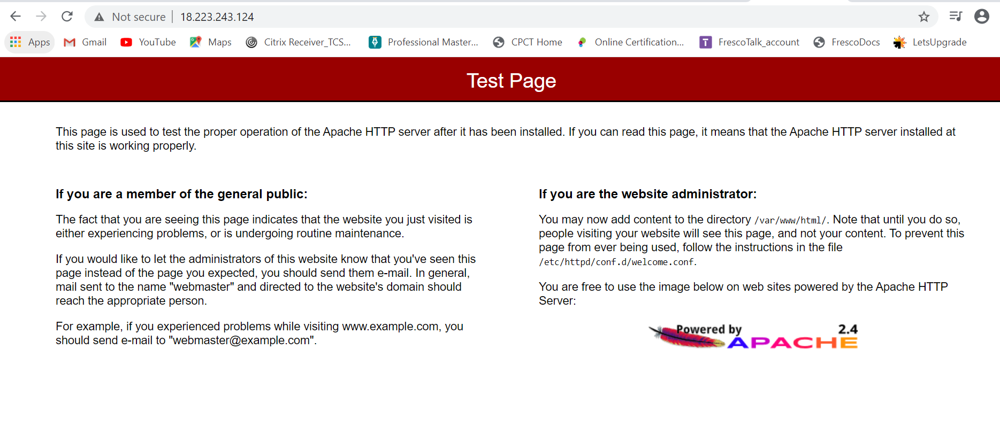 Not secure | 18.223.243.124
Apps Gmail YouTube Maps Citrix Receiver_TCS... Professional Master... CPCT Home Online Certification... T FrescoTalk_account FrescoDocs LetsUpgrade
Test Page
This page is used to test the proper operation of the Apache HTTP server after it has been installed. If you can read this page, it means that the Apache HTTP server installed at
this site is working properly.
If you are a member of the general public:
The fact that you are seeing this page indicates that the website you just visited is
either experiencing problems, or is undergoing routine maintenance.
If you would like to let the administrators of this website know that you've seen this
page instead of the page you expected, you should send them e-mail. In general,
mail sent to the name "webmaster" and directed to the website's domain should
reach the appropriate person.
For example, if you experienced problems while visiting www.example.com, you
should send e-mail to "webmaster@example.com".
If you are the website administrator:
You may now add content to the directory /var/www/html/. Note that until you do so,
people visiting your website will see this page, and not your content. To prevent this
page from ever being used, follow the instructions in the file
/etc/httpd/conf.d/welcome.conf.
You are free to use the image below on web sites powered by the Apache HTTP
Server:
Powered by 2.4
APACHE